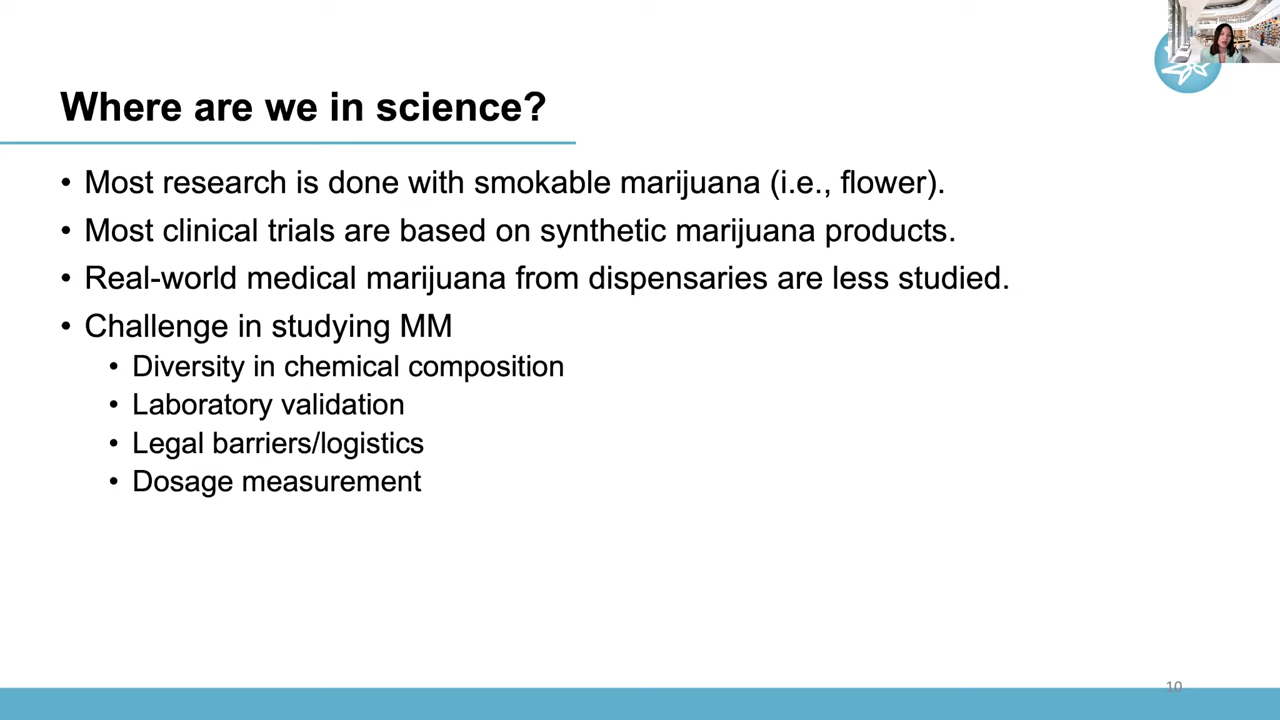 Where are we in science?
• Most research is done with smokable marijuana (i.e., flower).
• Most clinical trials are based on synthetic marijuana products.
• Real-world medical marijuana from dispensaries are less studied.
• Challenge in studying MM
• Diversity in chemical composition
• Laboratory validation
• Legal barriers/logistics
• Dosage measurement
10